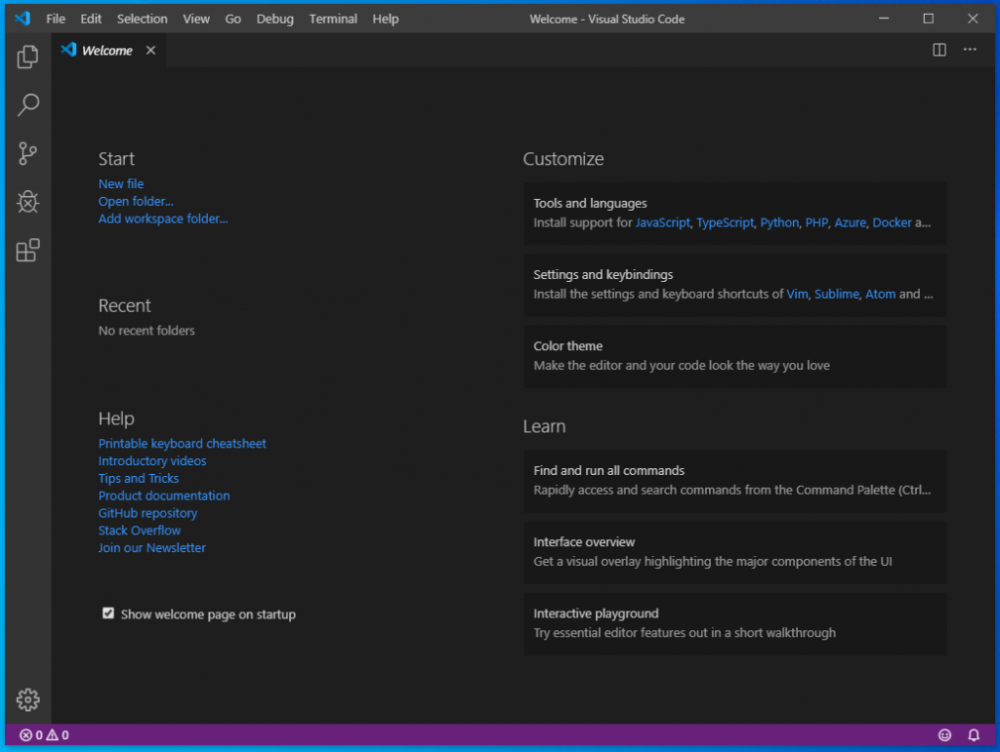 File Edit Selection View Go Debug Terminal Help Welcome - Visual Studio Code
Welcome
Start
New file
Open folder...
Add workspace folder...
Recent
No recent folders
Help
Printable keyboard cheatsheet
Introductory videos
Tips and Tricks
Product documentation
GitHub repository
Stack Overflow
Join our Newsletter
Show welcome page on startup
Customize
Tools and languages
Install support for JavaScript, TypeScript, Python, PHP, Azure, Docker a...
Settings and keybindings
Install the settings and keyboard shortcuts of Vim, Sublime, Atom and ...
Color theme
Make the editor and your code look the way you love
Learn
Find and run all commands
Rapidly access and search commands from the Command Palette (Ctrl...
Interface overview
Get a visual overlay highlighting the major components of the UI
Interactive playground
Try essential editor features out in a short walkthrough
0 0